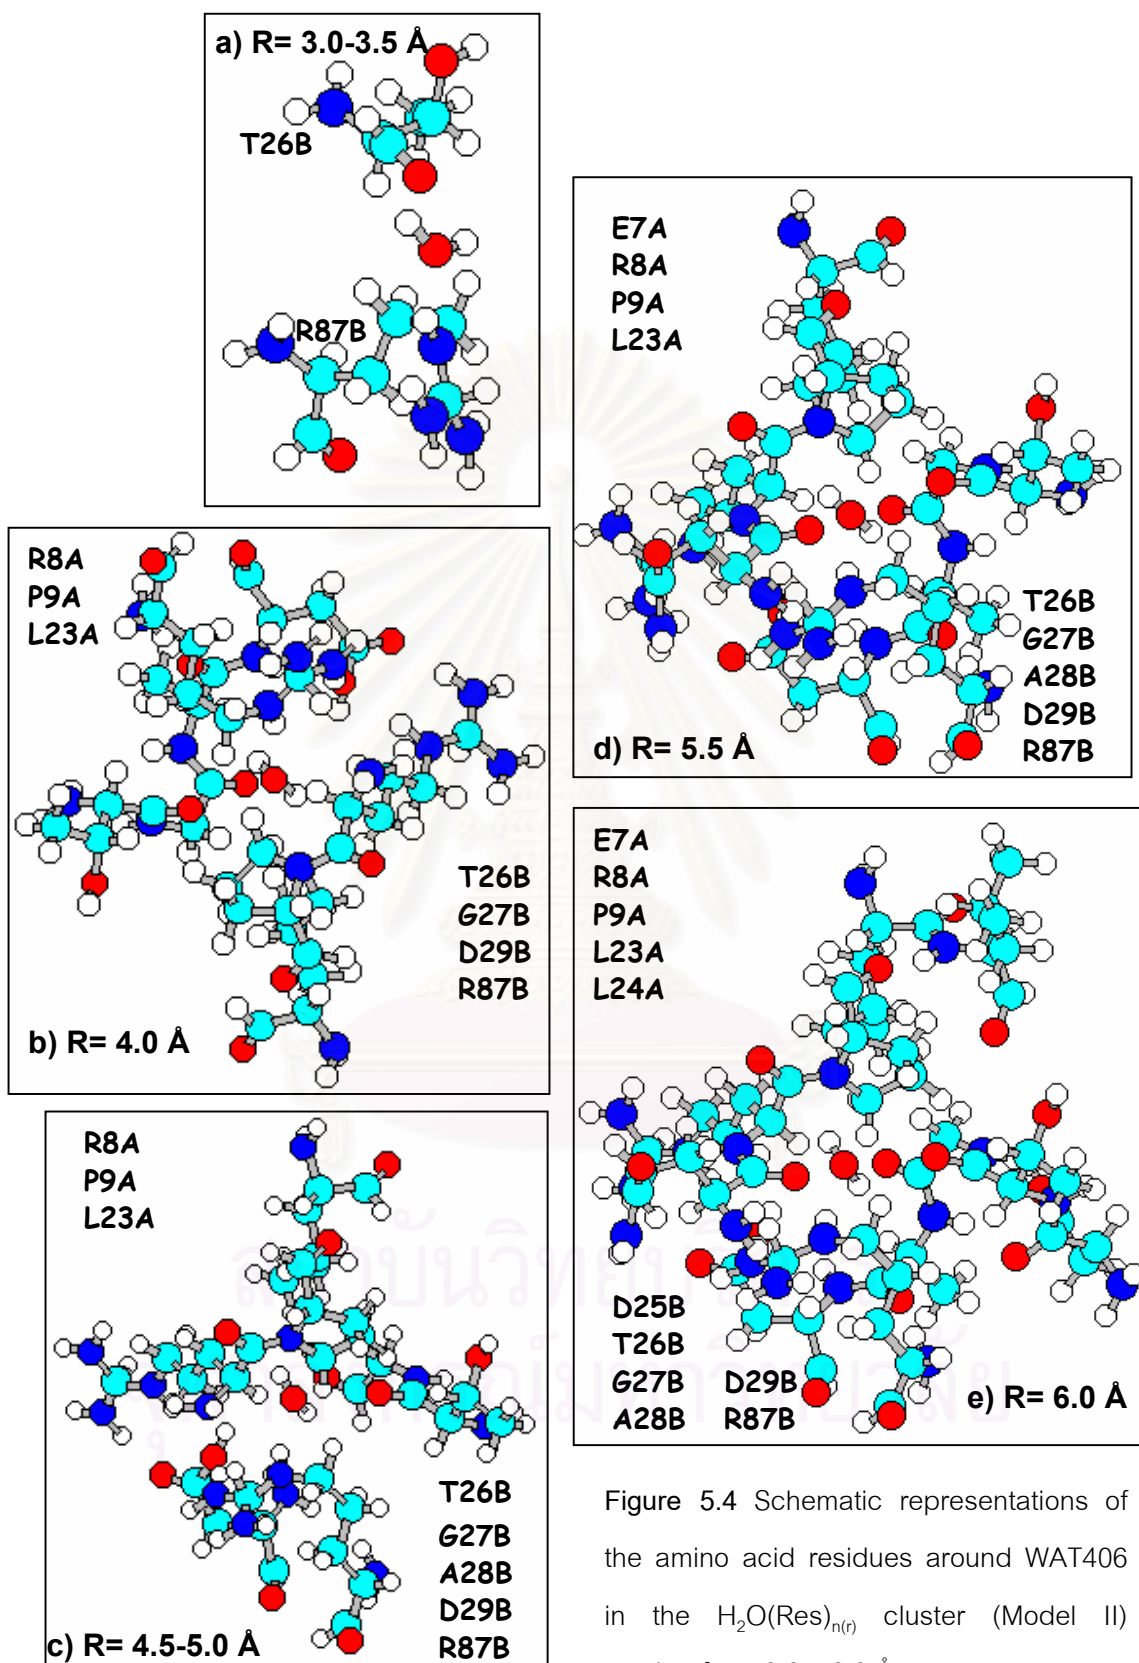 a) R= 3.0-3.5 Å
T26B
R87B
R8A
P9A
L23A
T26B
G27B
D29B
R87B
b) R= 4.0 Å
R8A
P9A
L23A
T26B
G27B
A28B
D29B
R87B
c) R= 4.5-5.0 Å
E7A
R8A
P9A
L23A
T26B
G27B
A28B
D29B
R87B
d) R= 5.5 Å
E7A
R8A
P9A
L23A
L24A
D25B
T26B
G27B D29B
A28B R87B
e) R= 6.0 Å
Figure 5.4 Schematic representations of
the amino acid residues around WAT406
in the H₂O(Res)n(r) cluster (Model II)